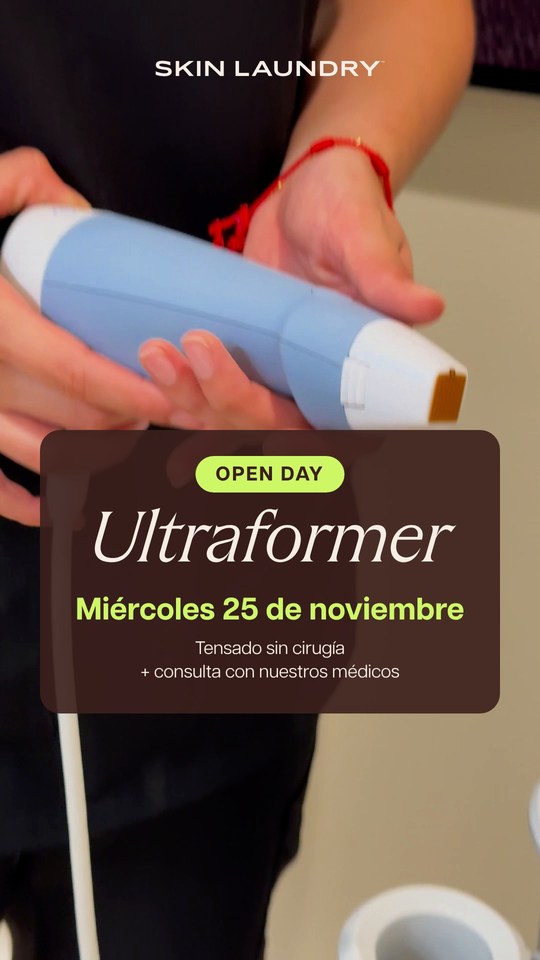 SKIN LAUNDRY
OPEN DAY
Ultraformer
Miércoles 25 de noviembre
Tensado sin cirugía
+ consulta con nuestros médicos